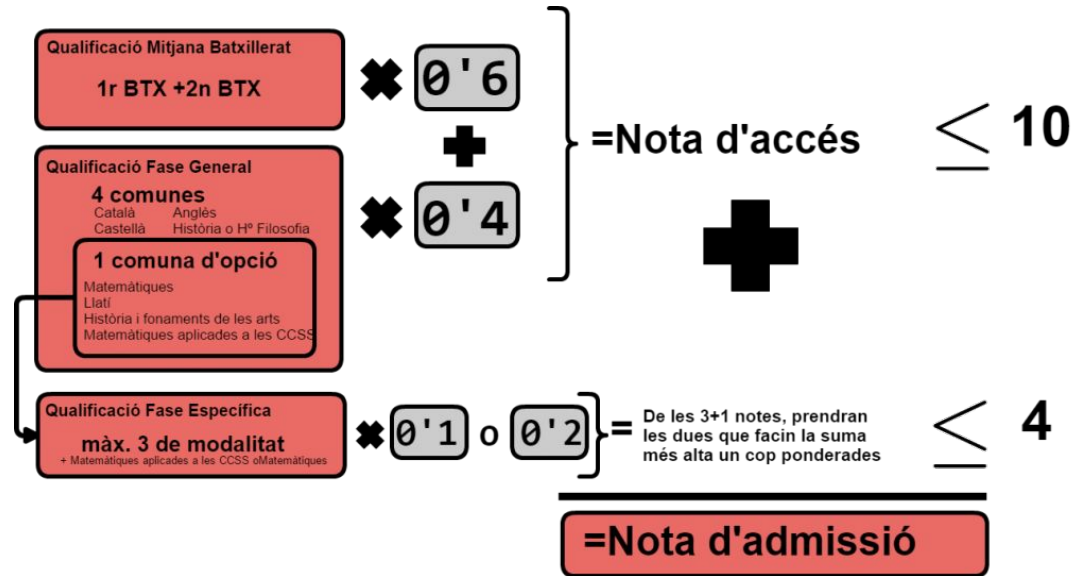 Qualificació Mitjana Batxillerat
1r BTX +2n BTX
✖ 0'6
✚
Qualificació Fase General
4 comunes
Català Anglès
Castellà Història o Hº Filosofia
✖ 0'4
1 comuna d'opció
Matemàtiques
Llatí
Història i fonaments de les arts
Matemàtiques aplicades a les CCSS
=Nota d'accés ≤ 10
✚
Qualificació Fase Específica
màx. 3 de modalitat
+ Matemàtiques aplicades a les CCSS oMatemàtiques
✖ 0'1 o 0'2 =
De les 3+1 notes, prendran
les dues que facin la suma
més alta un cop ponderades
≤ 4
=Nota d'admissió